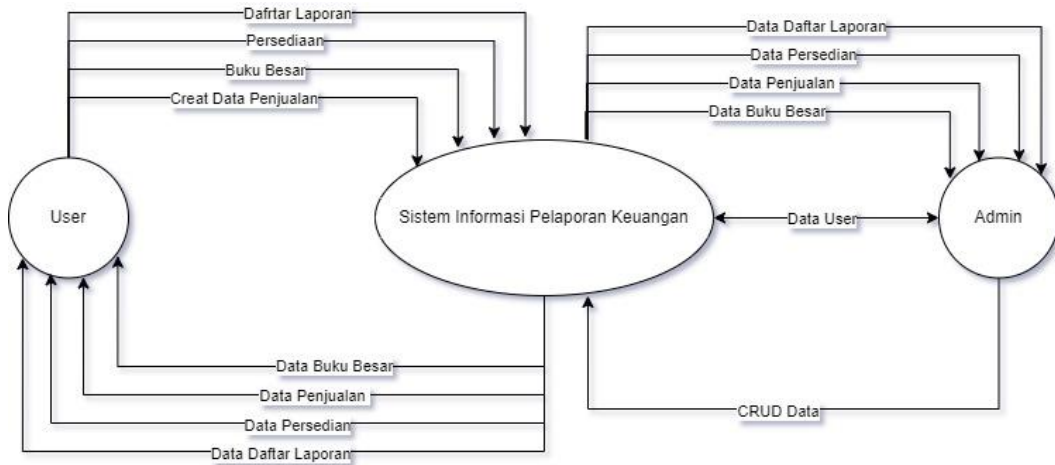 Dafrtar Laporan
Persediaan
Buku Besar
Creat Data Penjualan
Data Daftar Laporan
Data Persedian
Data Penjualan
Data Buku Besar
User
Sistem Informasi Pelaporan Keuangan
Data User
Admin
Data Buku Besar
Data Penjualan
Data Persedian
Data Daftar Laporan
CRUD Data